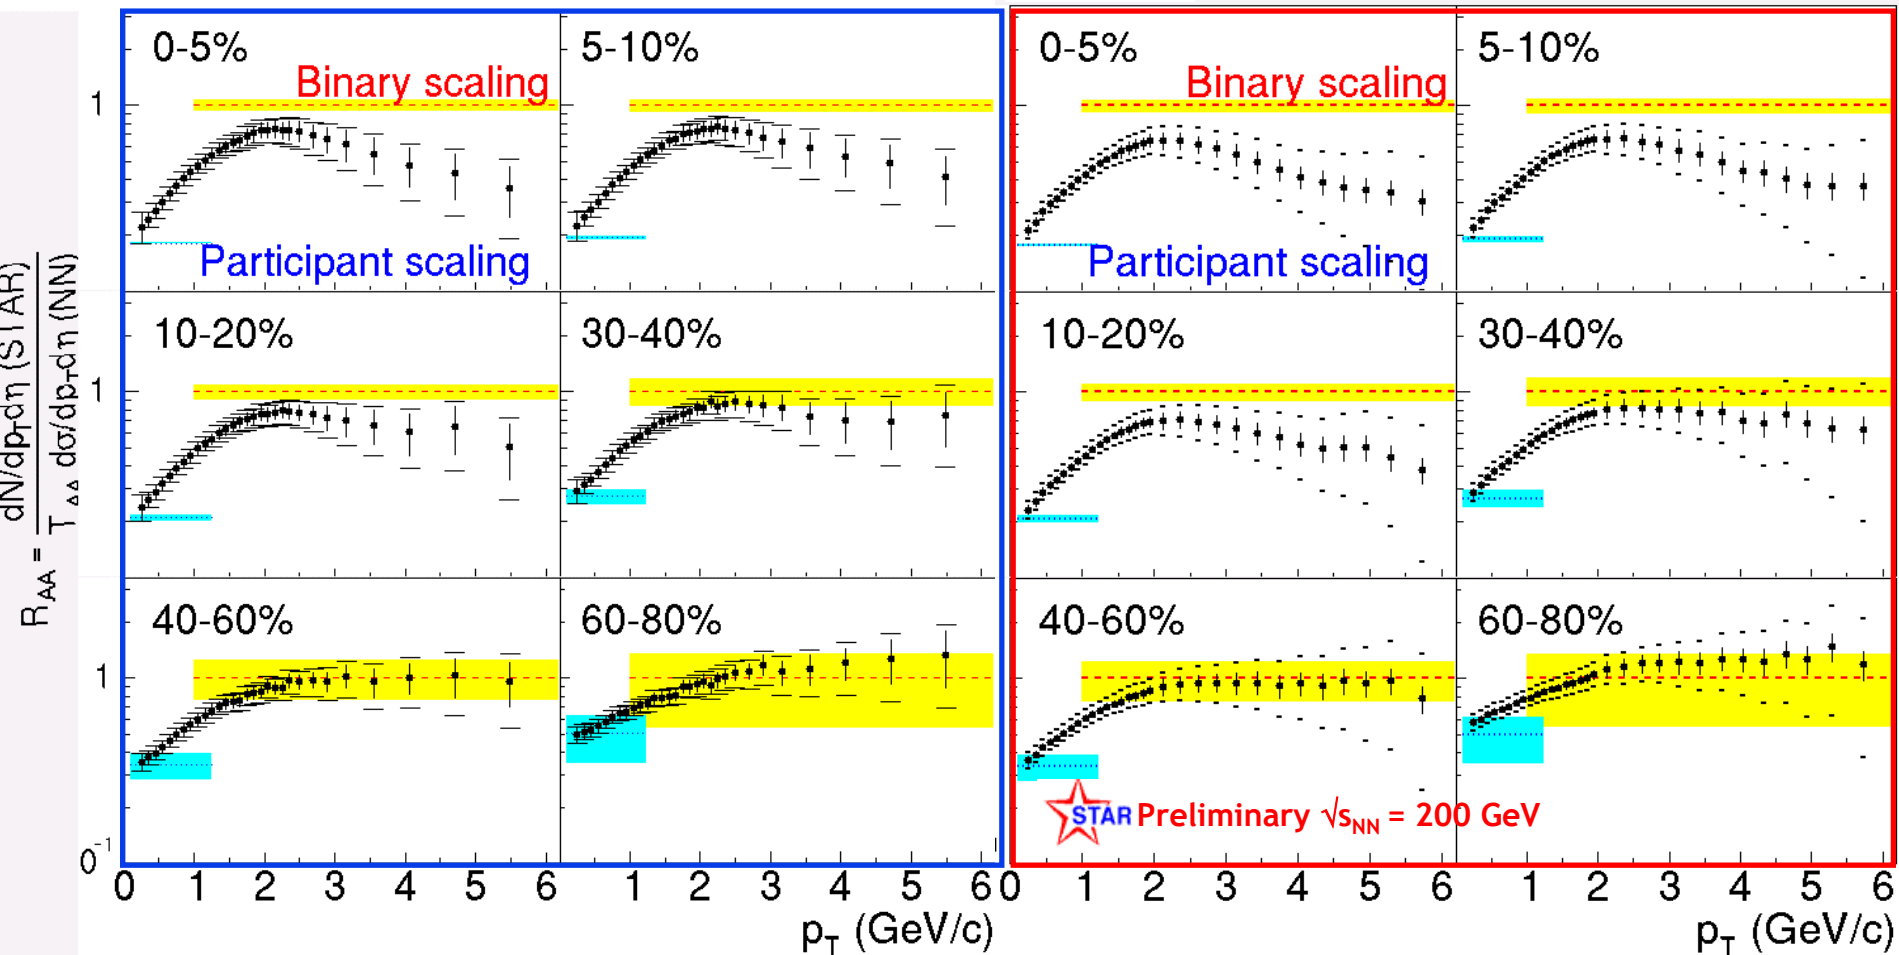 0-5%
Binary scaling
5-10%
0-5%
Binary scaling
5-10%
1
Participant scaling
Participant scaling
10-20%
30-40%
10-20%
30-40%
1
R_AA = dN/dp_T dη (STAR)
T_AA dσ/dp_T dη (NN)
40-60%
60-80%
40-60%
60-80%
1
STAR Preliminary √s_NN = 200 GeV
0^-1
0 1 2 3 4 5 6 1 2 3 4 5 6 0 1 2 3 4 5 6 1 2 3 4 5 6
p_T (GeV/c)
p_T (GeV/c)